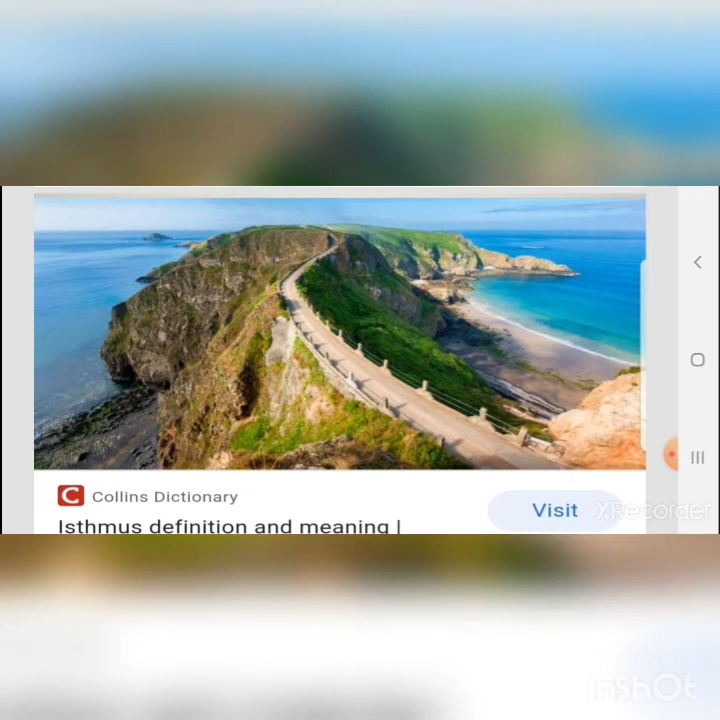 Collins Dictionary
Isthmus definition and meaning |
Visit
XRecorder
InShOt